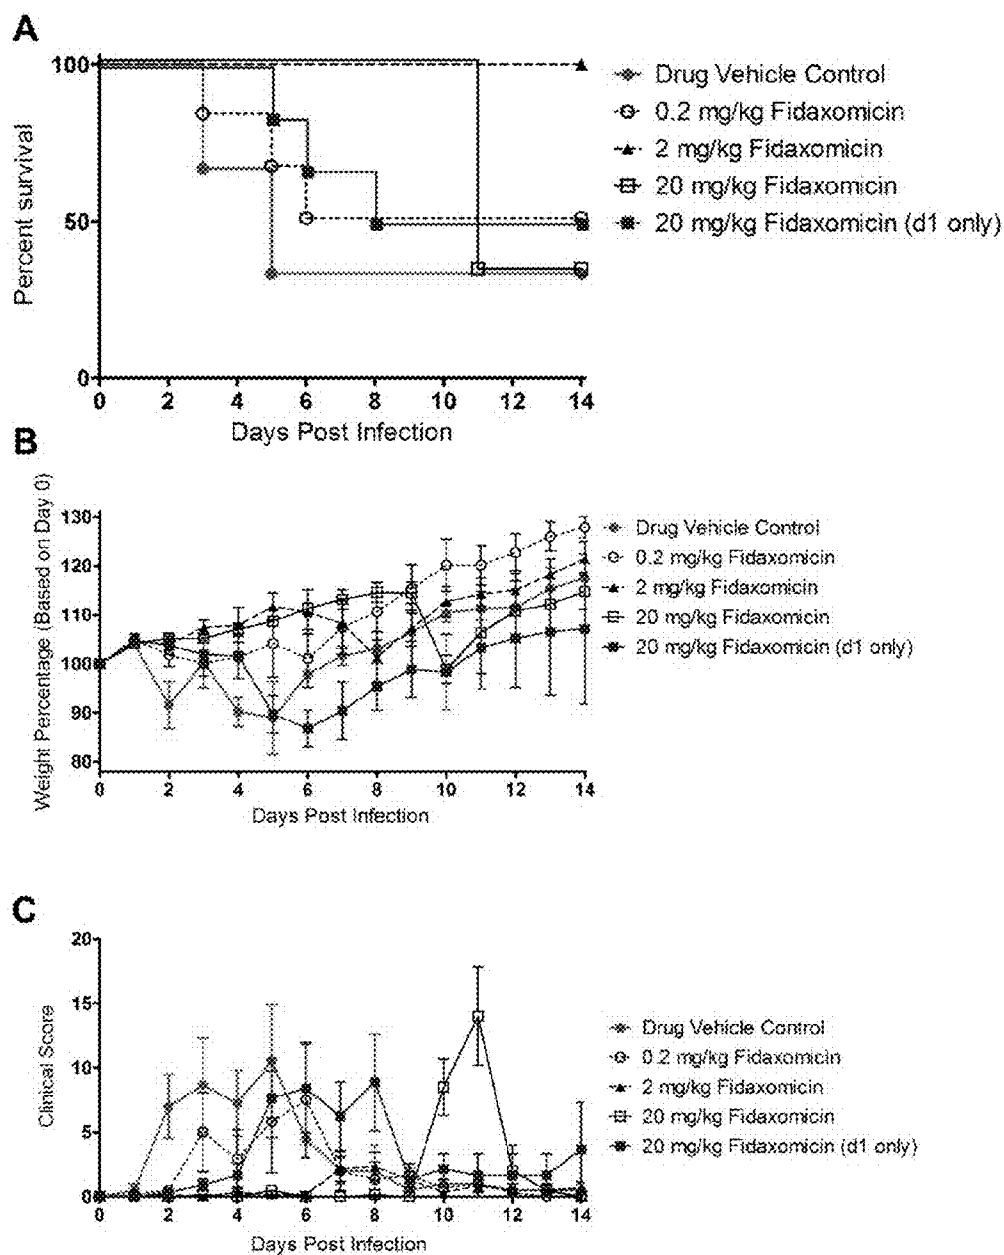 A
Percent survival
100
50
0
0 2 4 6 8 10 12 14
Days Post Infection
Drug Vehicle Control
0.2 mg/kg Fidaxomicin
2 mg/kg Fidaxomicin
20 mg/kg Fidaxomicin
20 mg/kg Fidaxomicin (d1 only)
B
Weight Percentage (Based on Day 0)
130
120
110
100
90
80
0 2 4 6 8 10 12 14
Days Post Infection
Drug Vehicle Control
0.2 mg/kg Fidaxomicin
2 mg/kg Fidaxomicin
20 mg/kg Fidaxomicin
20 mg/kg Fidaxomicin (d1 only)
C
Clinical Score
20
15
10
5
0
0 2 4 6 8 10 12 14
Days Post Infection
Drug Vehicle Control
0.2 mg/kg Fidaxomicin
2 mg/kg Fidaxomicin
20 mg/kg Fidaxomicin
20 mg/kg Fidaxomicin (d1 only)